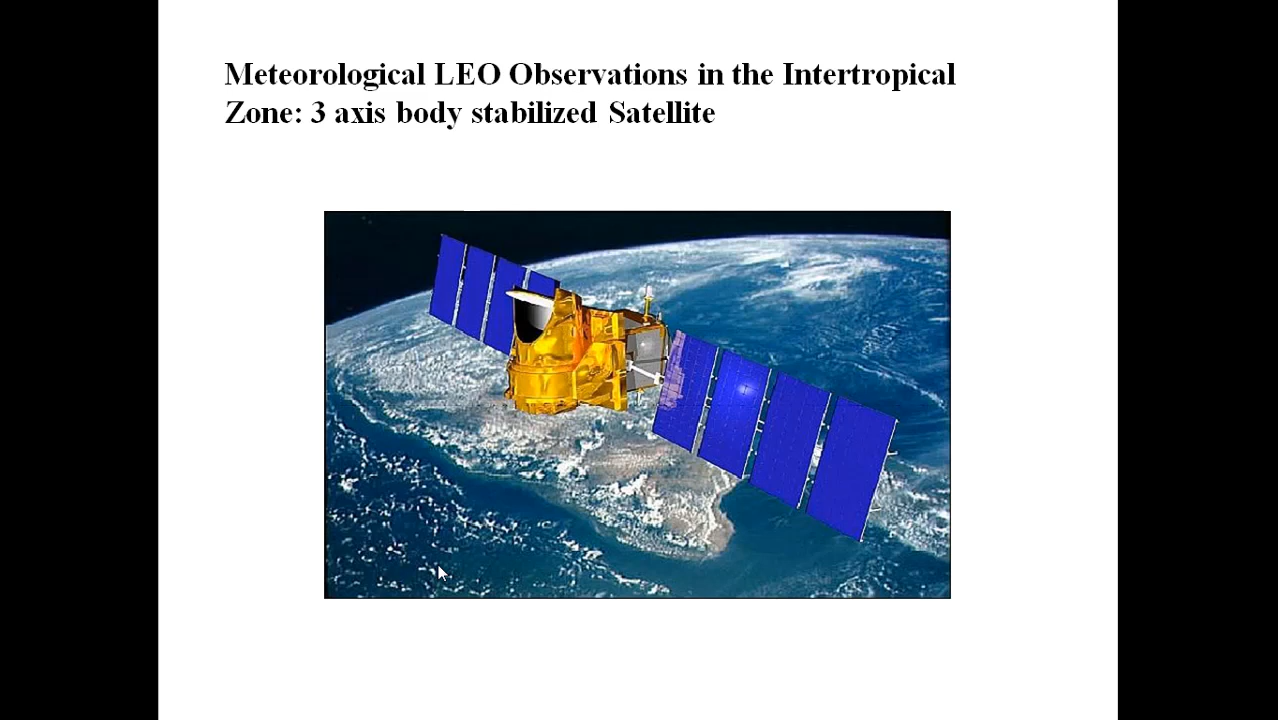 Meteorological LEO Observations in the Intertropical
Zone: 3 axis body stabilized Satellite